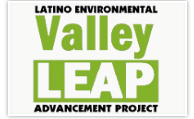 LATINO ENVIRONMENTAL
Valley
LEAP
ADVANCEMENT PROJECT